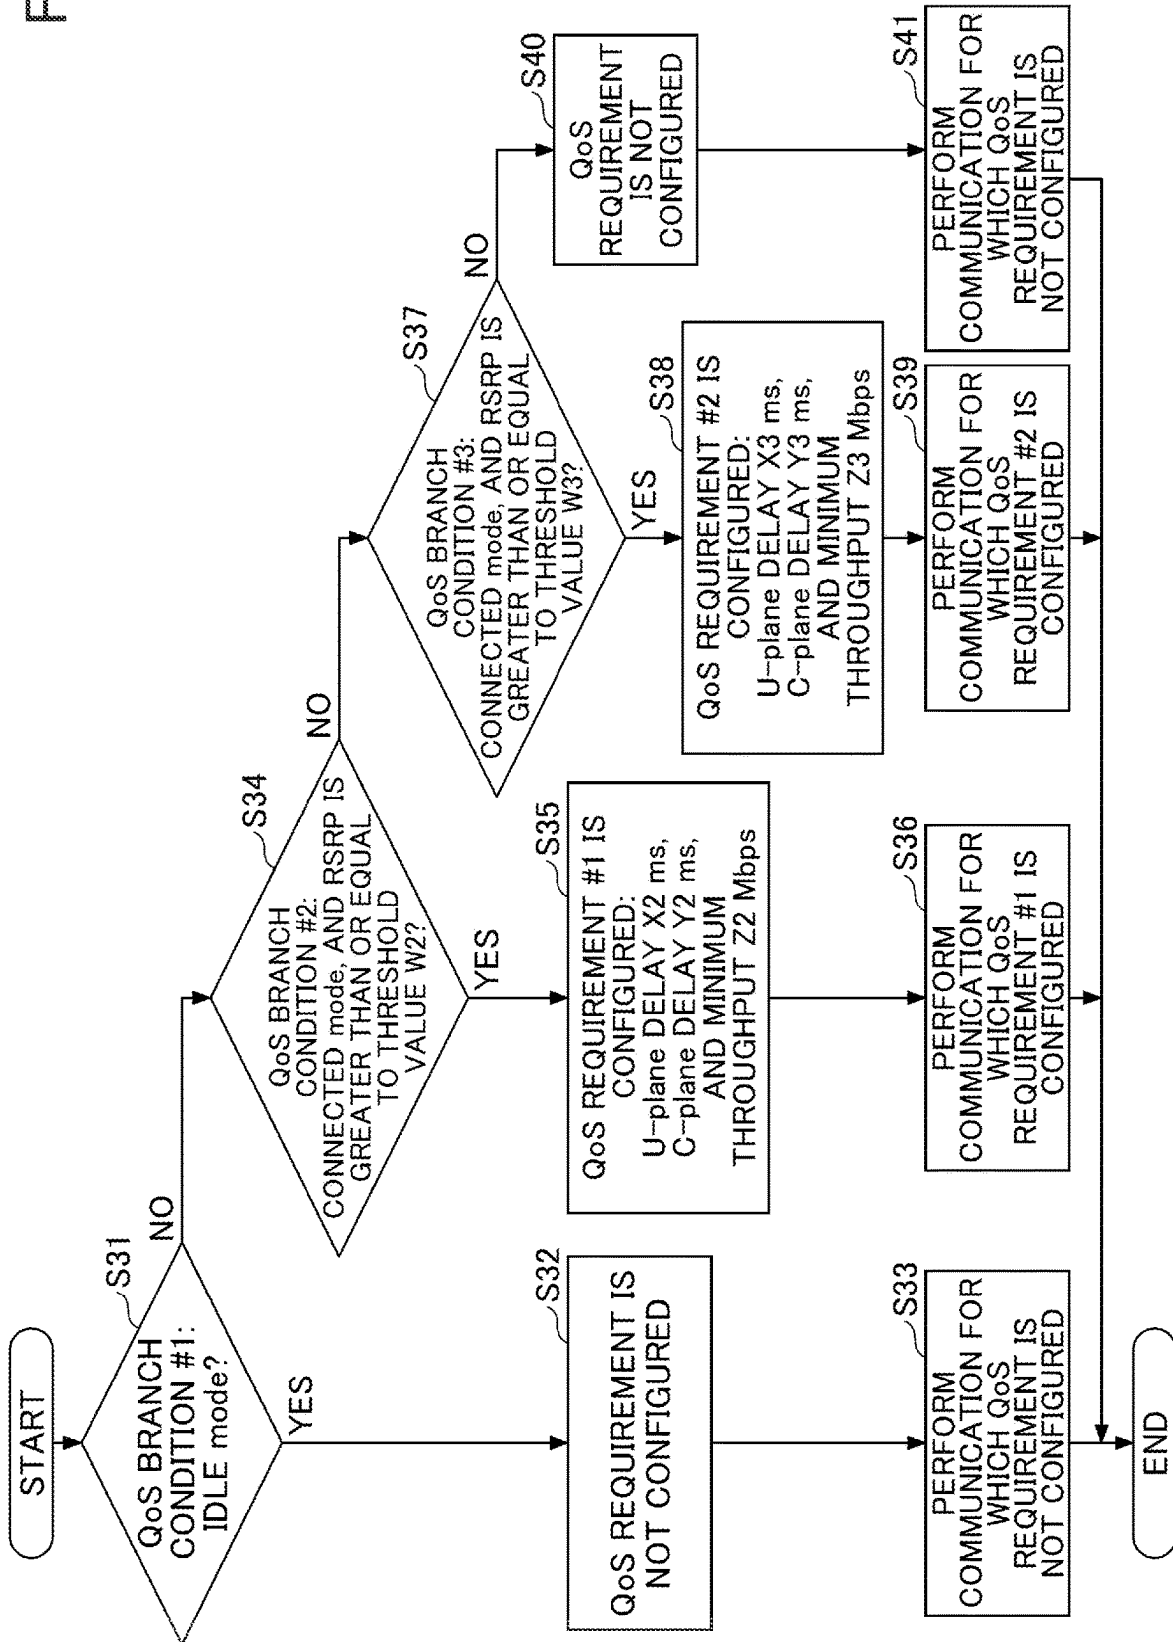 F
START
S31
QoS BRANCH
CONDITION #1:
IDLE mode?
NO
YES
S32
QoS REQUIREMENT IS
NOT CONFIGURED
S33
PERFORM
COMMUNICATION FOR
WHICH QoS
REQUIREMENT IS
NOT CONFIGURED
S34
QoS BRANCH
CONDITION #2:
CONNECTED mode, AND RSRP IS
GREATER THAN OR EQUAL
TO THRESHOLD
VALUE W2?
NO
YES
S35
QoS REQUIREMENT #1 IS
CONFIGURED:
U-plane DELAY X2 ms,
C-plane DELAY Y2 ms,
AND MINIMUM
THROUGHPUT Z2 Mbps
S36
PERFORM
COMMUNICATION FOR
WHICH QoS
REQUIREMENT #1 IS
CONFIGURED
S37
QoS BRANCH
CONDITION #3:
CONNECTED mode, AND RSRP IS
GREATER THAN OR EQUAL
TO THRESHOLD
VALUE W3?
NO
YES
S38
QoS REQUIREMENT #2 IS
CONFIGURED:
U-plane DELAY X3 ms,
C-plane DELAY Y3 ms,
AND MINIMUM
THROUGHPUT Z3 Mbps
S39
PERFORM
COMMUNICATION FOR
WHICH QoS
REQUIREMENT #2 IS
CONFIGURED
S40
QoS
REQUIREMENT
IS NOT
CONFIGURED
S41
PERFORM
COMMUNICATION FOR
WHICH QoS
REQUIREMENT IS
NOT CONFIGURED
END